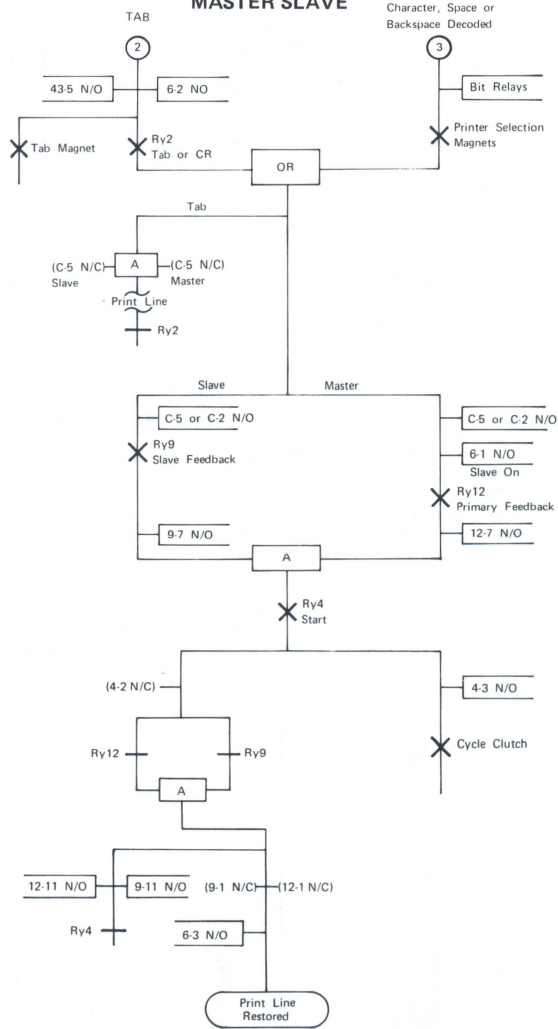 MASTER SLAVE
TAB
2
Character, Space or
Backspace Decoded
3
43-5 N/O
6-2 NO
Bit Relays
Tab Magnet
Ry2
Tab or CR
Printer Selection
Magnets
OR
Tab
(C-5 N/C)
Slave
A
(C-5 N/C)
Master
Print Line
Ry2
Slave
Master
C-5 or C-2 N/O
C-5 or C-2 N/O
Ry9
Slave Feedback
6-1 N/O
Slave On
Ry12
Primary Feedback
9-7 N/O
12-7 N/O
A
Ry4
Start
(4-2 N/C)
4-3 N/O
Ry12
Ry9
Cycle Clutch
A
12-11 N/O
9-11 N/O
(9-1 N/C)
(12-1 N/C)
Ry4
6-3 N/O
Print Line
Restored